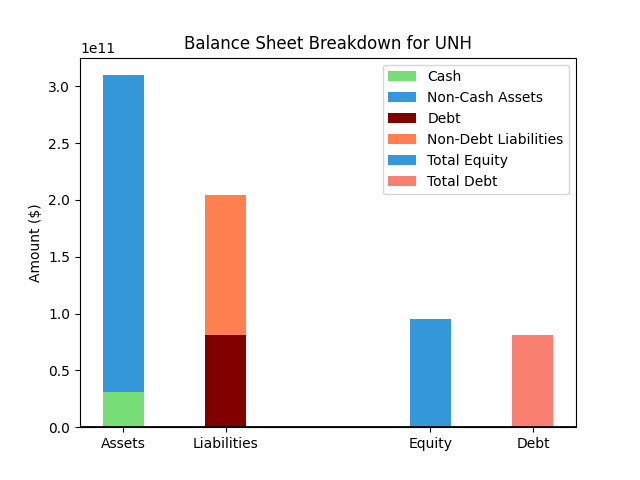 Balance Sheet Breakdown for UNH
1e11
3.0
2.5
2.0
1.5
1.0
0.5
0.0
Amount ($)
Cash
Non-Cash Assets
Debt
Non-Debt Liabilities
Total Equity
Total Debt
Assets
Liabilities
Equity
Debt